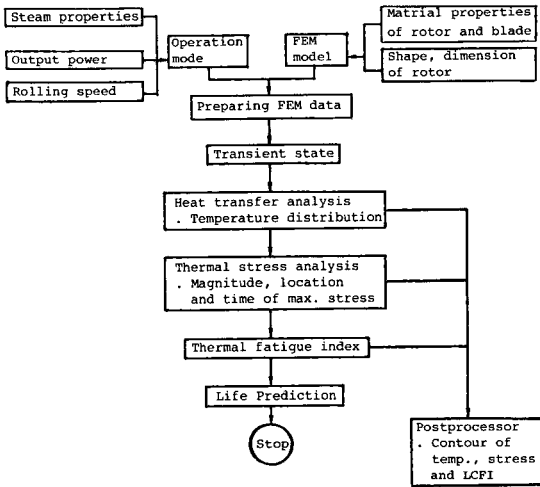 Steam properties
Output power
Rolling speed
Operation
mode
FEM
model
Matrial properties
of rotor and blade
Shape, dimension
of rotor
Preparing FEM data
Transient state
Heat transfer analysis
. Temperature distribution
Thermal stress analysis
. Magnitude, location
and time of max. stress
Thermal fatigue index
Life Prediction
Stop
Postprocessor
. Contour of
temp., stress
and LCFI